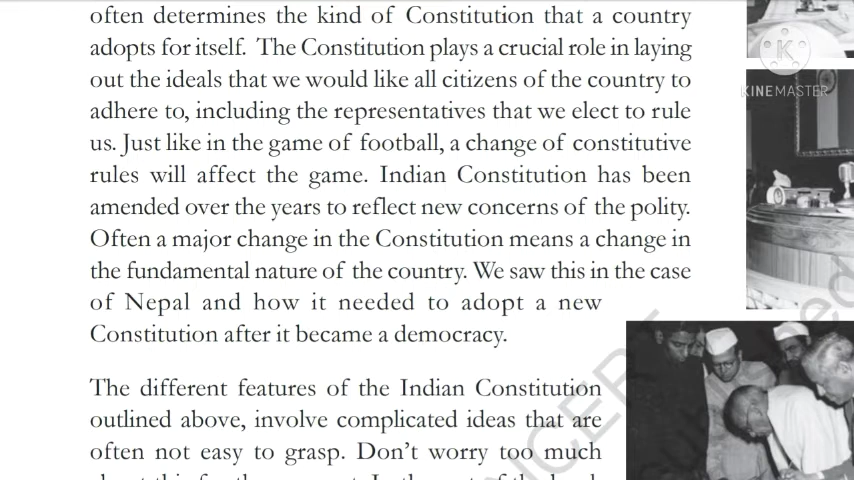 often determines the kind of Constitution that a country
adopts for itself. The Constitution plays a crucial role in laying
out the ideals that we would like all citizens of the country to
adhere to, including the representatives that we elect to rule
us. Just like in the game of football, a change of constitutive
rules will affect the game. Indian Constitution has been
amended over the years to reflect new concerns of the polity.
Often a major change in the Constitution means a change in
the fundamental nature of the country. We saw this in the case
of Nepal and how it needed to adopt a new
Constitution after it became a democracy.
The different features of the Indian Constitution
outlined above, involve complicated ideas that are
often not easy to grasp. Don't worry too much
K
KINEMASTER
NCERT